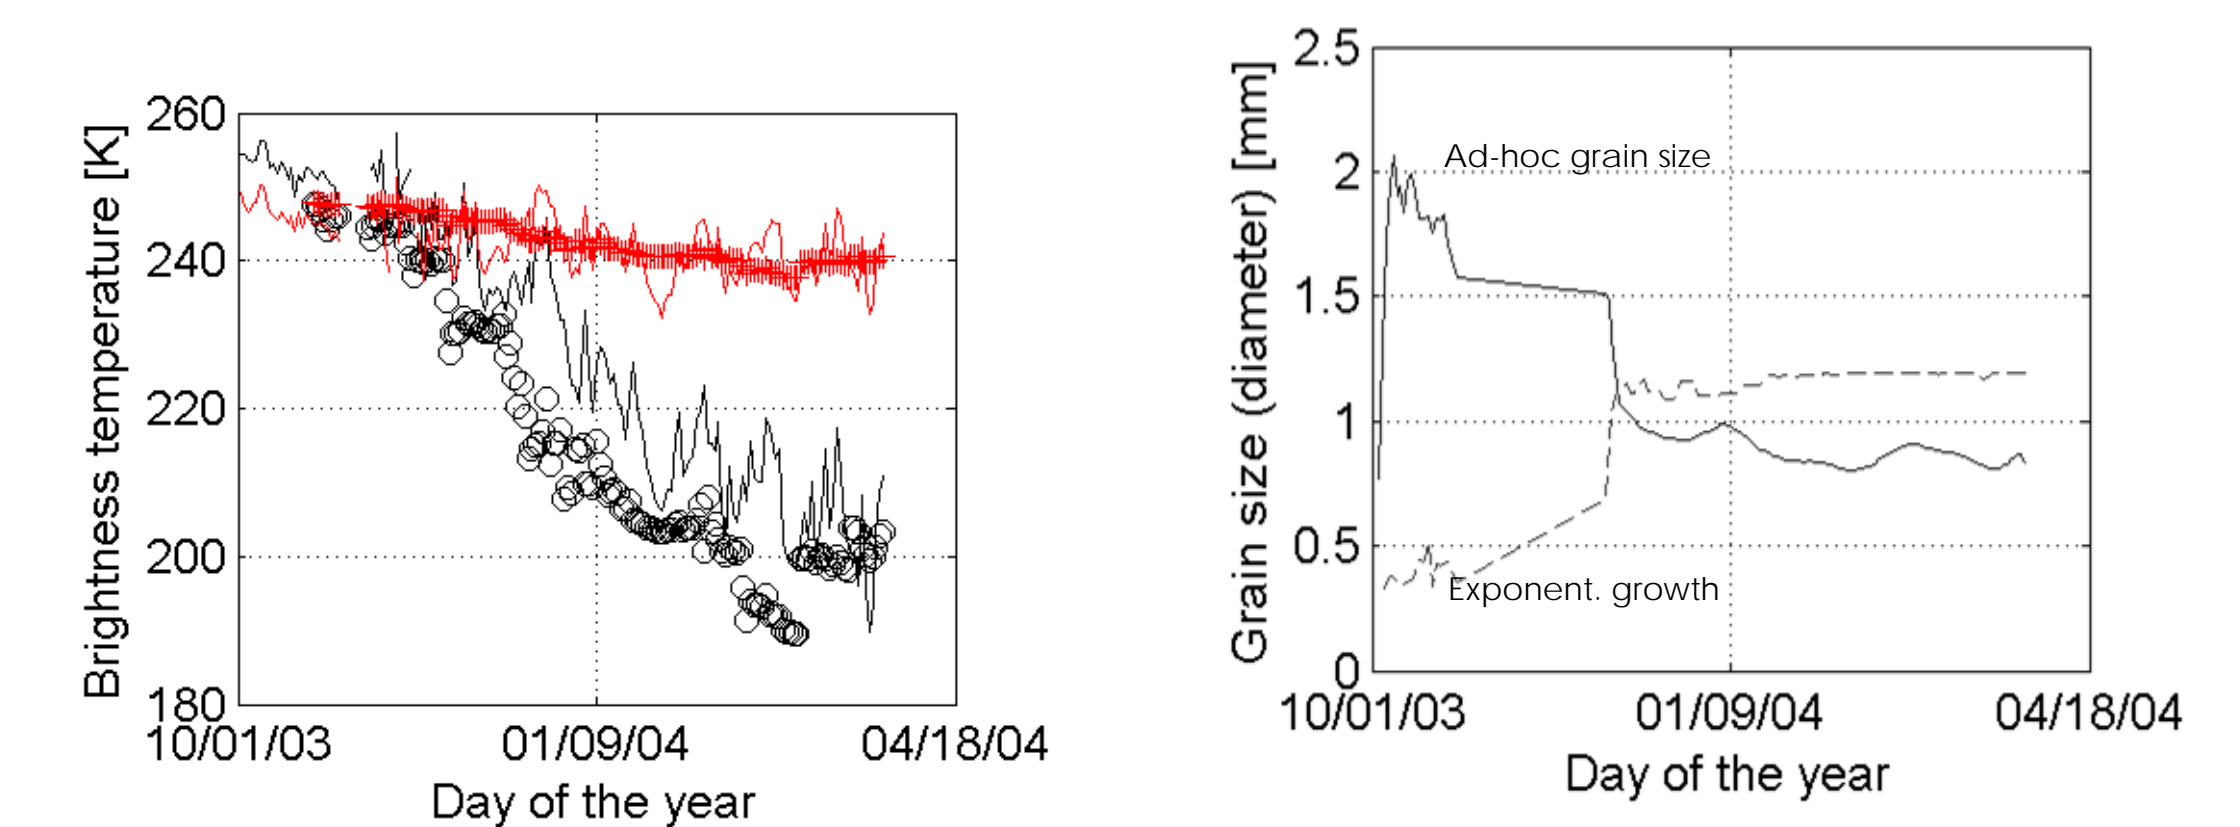 Brightness temperature [K]
260
240
220
200
180
10/01/03
01/09/04
04/18/04
Day of the year
Grain size (diameter) [mm]
2.5
2
1.5
1
0.5
0
Ad-hoc grain size
Exponent. growth
10/01/03
01/09/04
04/18/04
Day of the year